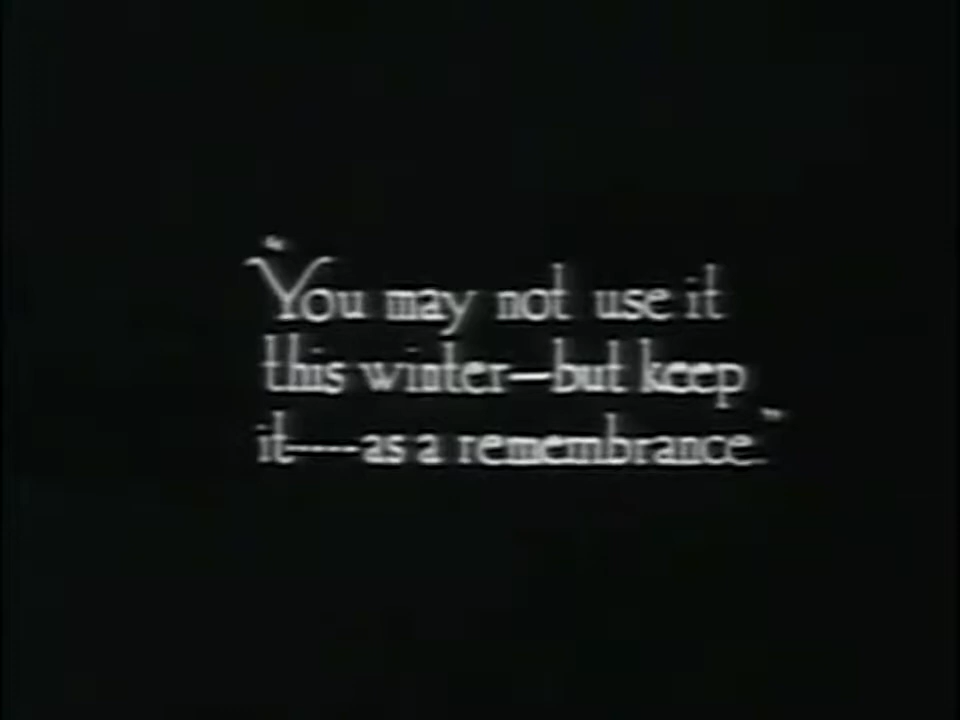 "You may not use it
this winter—but keep
it----as a remembrance."